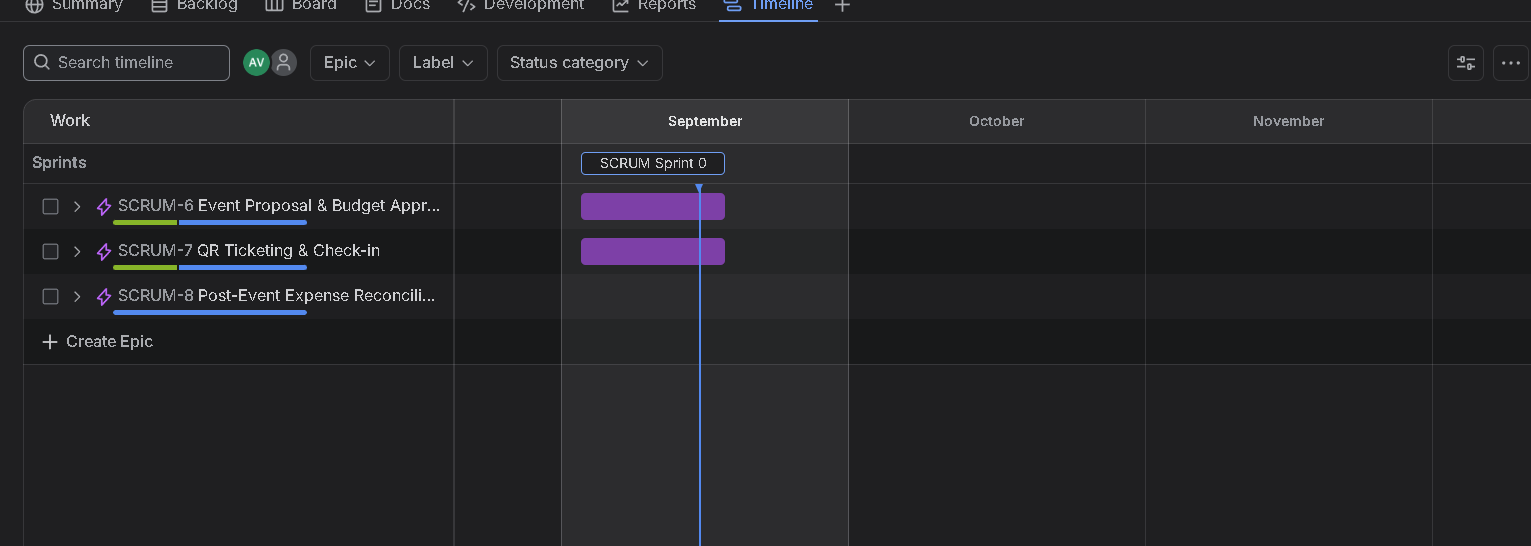 Summary Backlog Board Docs Development Reports Timeline
Search timeline AV Epic Label Status category
Work September October November
Sprints SCRUM Sprint 0
SCRUM-6 Event Proposal & Budget Appr...
SCRUM-7 QR Ticketing & Check-in
SCRUM-8 Post-Event Expense Reconcili...
Create Epic